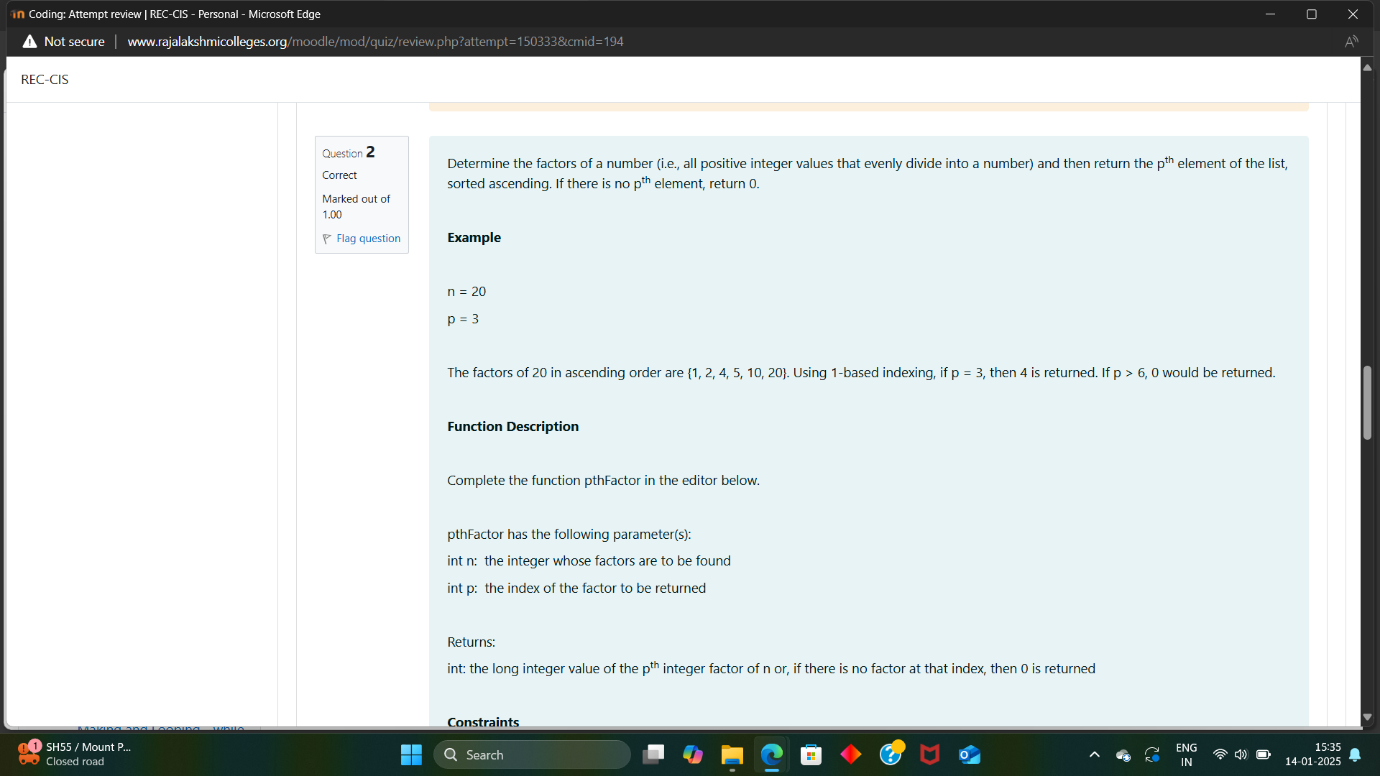 Coding: Attempt review | REC-CIS - Personal - Microsoft Edge
Not secure | www.rajalakshmicolleges.org/moodle/mod/quiz/review.php?attempt=150333&cmid=194
REC-CIS
Question 2
Correct
Marked out of
1.00
Flag question
Determine the factors of a number (i.e., all positive integer values that evenly divide into a number) and then return the pth element of the list,
sorted ascending. If there is no pth element, return 0.
Example
n = 20
p = 3
The factors of 20 in ascending order are {1, 2, 4, 5, 10, 20}. Using 1-based indexing, if p = 3, then 4 is returned. If p > 6, 0 would be returned.
Function Description
Complete the function pthFactor in the editor below.
pthFactor has the following parameter(s):
int n:  the integer whose factors are to be found
int p:  the index of the factor to be returned
Returns:
int: the long integer value of the pth integer factor of n or, if there is no factor at that index, then 0 is returned
Constraints
Making and Looping - while
1
SH55 / Mount P...
Closed road
Search
ENG
IN
15:35
14-01-2025